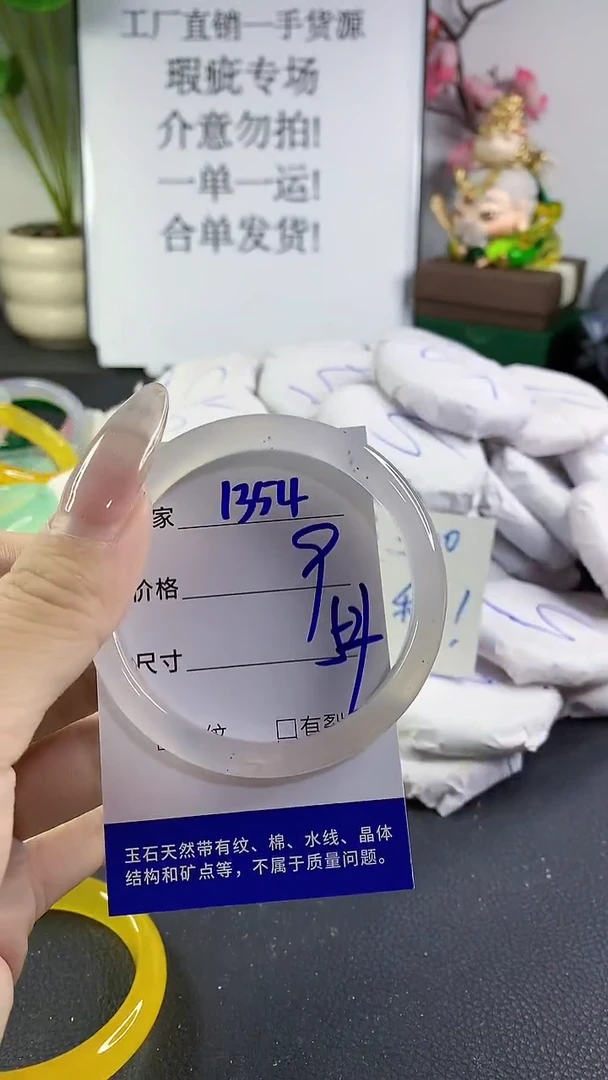 工厂直销一手货源
瑕疵专场
介意勿拍!
一单一运!
合单发货!
家 1354
价格
尺寸 54
纹 □有裂
玉石天然带有纹、棉、水线、晶体
结构和矿点等，不属于质量问题。